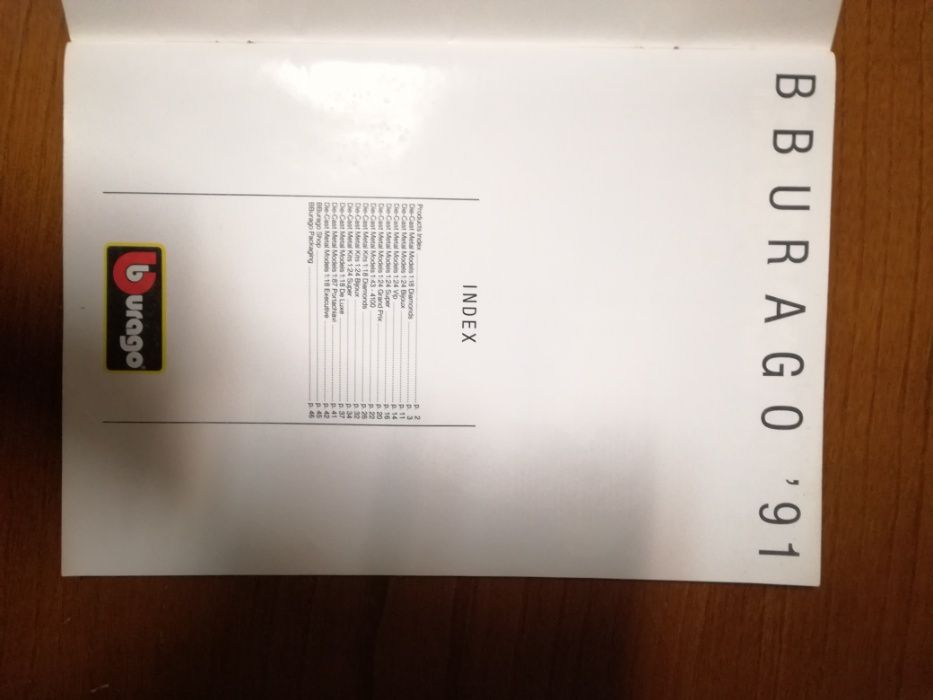 BBURAGO '91
INDEX
Products Index p. 2
Die-Cast Metal Models 1:18 Diamonds p. 3
Die-Cast Metal Models 1:24 Bijoux p. 11
Die-Cast Metal Models 1:24 Vip p. 14
Die-Cast Metal Models 1:24 Super p. 16
Die-Cast Metal Models 1:24 Grand Prix p. 20
Die-Cast Metal Models 1:43 - 4100 p. 22
Die-Cast Metal Kits 1:18 Diamonds p. 26
Die-Cast Metal Kits 1:24 Bijoux p. 32
Die-Cast Metal Kits 1:24 Super p. 34
Die-Cast Metal Models 1:18 De Luxe p. 37
Die-Cast Metal Models 1:87 Portachiavi p. 41
Die-Cast Metal Models 1:18 Executive p. 42
BBurago Shop p. 45
BBurago Packaging p. 46
burago